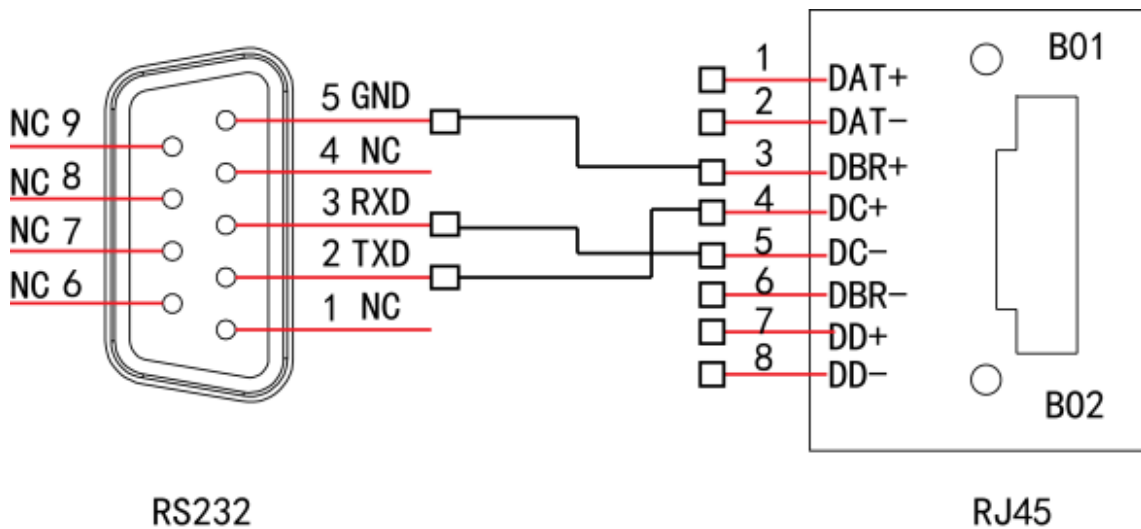 NC 9
NC 8
NC 7
NC 6
5 GND
4 NC
3 RXD
2 TXD
1 NC
1 DAT+
2 DAT-
3 DBR+
4 DC+
5 DC-
6 DBR-
7 DD+
8 DD-
B01
B02
RS232
RJ45